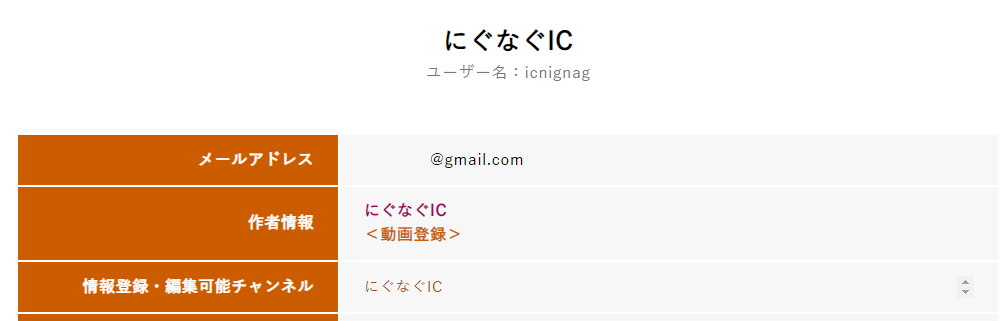 にぐなぐIC
ユーザー名：icnignag
メールアドレス
@gmail.com
作者情報
にぐなぐIC
＜動画登録＞
情報登録・編集可能チャンネル
にぐなぐIC